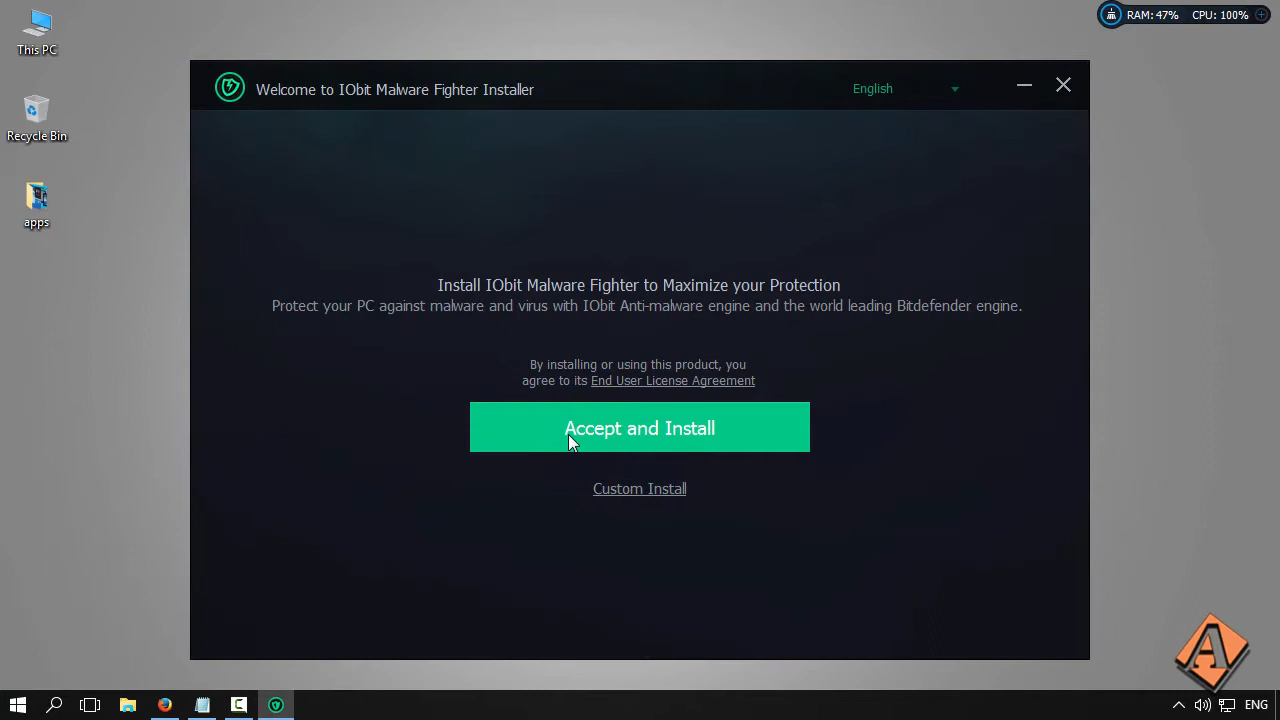 This PC
RAM: 47% CPU: 100%
Welcome to IObit Malware Fighter Installer
English
Recycle Bin
apps
Install IObit Malware Fighter to Maximize your Protection
Protect your PC against malware and virus with IObit Anti-malware engine and the world leading Bitdefender engine.
By installing or using this product, you
agree to its End User License Agreement
Accept and Install
Custom Install
A
C
ENG